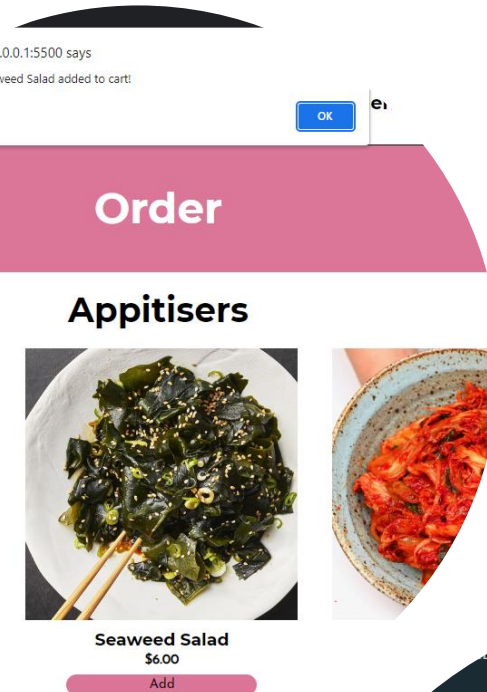 .0.0.1:5500 says
weed Salad added to cart!
OK
Order
Appitisers
Seaweed Salad
$6.00
Add